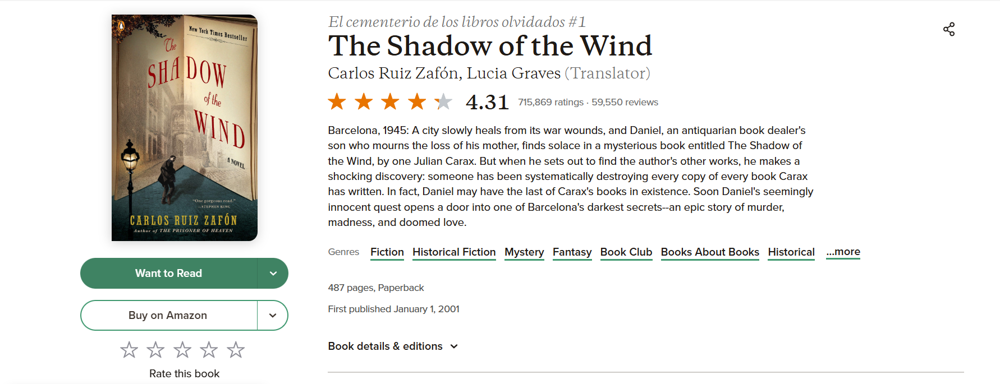 New York Times Bestseller
The
SHADOW
of the
WIND
A NOVEL
"One gorgeous read."
—STEPHEN KING
CARLOS RUIZ ZAFÓN
Author of THE PRISONER OF HEAVEN
Want to Read
Buy on Amazon
Rate this book
El cementerio de los libros olvidados #1
The Shadow of the Wind
Carlos Ruiz Zafón, Lucia Graves (Translator)
4.31 715,869 ratings · 59,550 reviews
Barcelona, 1945: A city slowly heals from its war wounds, and Daniel, an antiquarian book dealer's
son who mourns the loss of his mother, finds solace in a mysterious book entitled The Shadow of
the Wind, by one Julian Carax. But when he sets out to find the author's other works, he makes a
shocking discovery: someone has been systematically destroying every copy of every book Carax
has written. In fact, Daniel may have the last of Carax's books in existence. Soon Daniel's seemingly
innocent quest opens a door into one of Barcelona's darkest secrets--an epic story of murder,
madness, and doomed love.
Genres Fiction Historical Fiction Mystery Fantasy Book Club Books About Books Historical ...more
487 pages, Paperback
First published January 1, 2001
Book details & editions